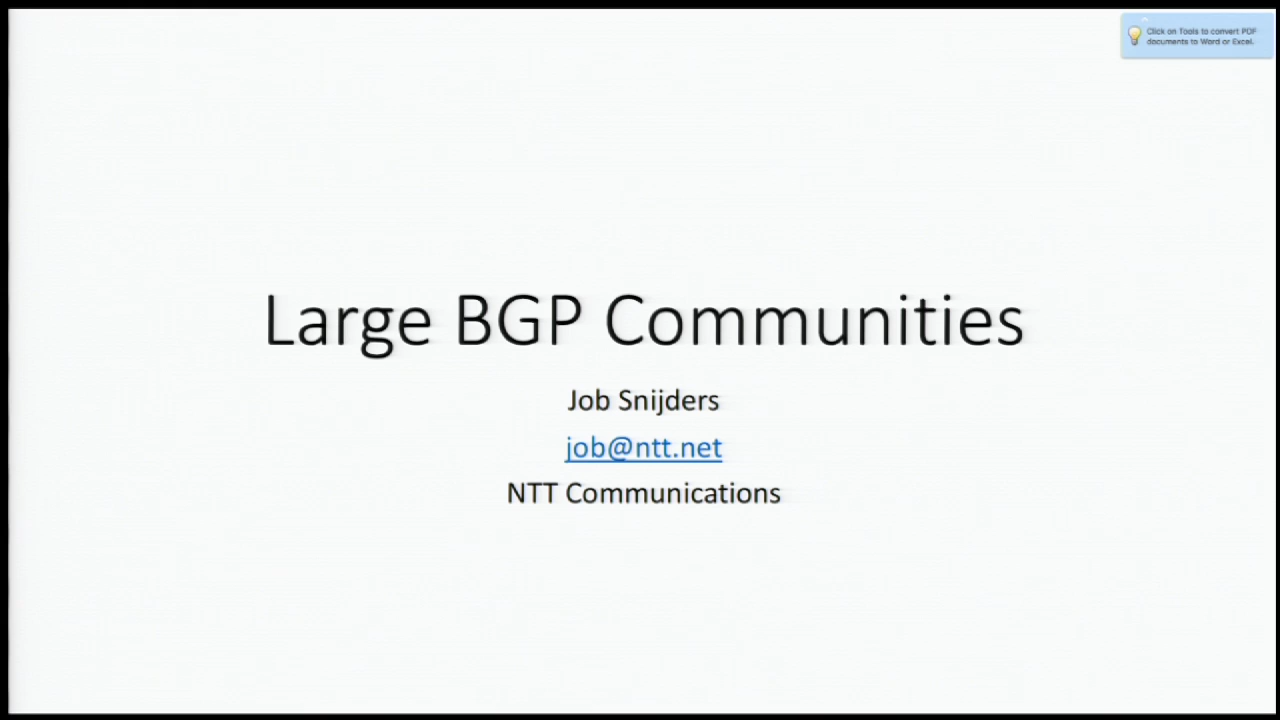 Click on Tools to convert PDF
documents to Word or Excel.
Large BGP Communities
Job Snijders
job@ntt.net
NTT Communications